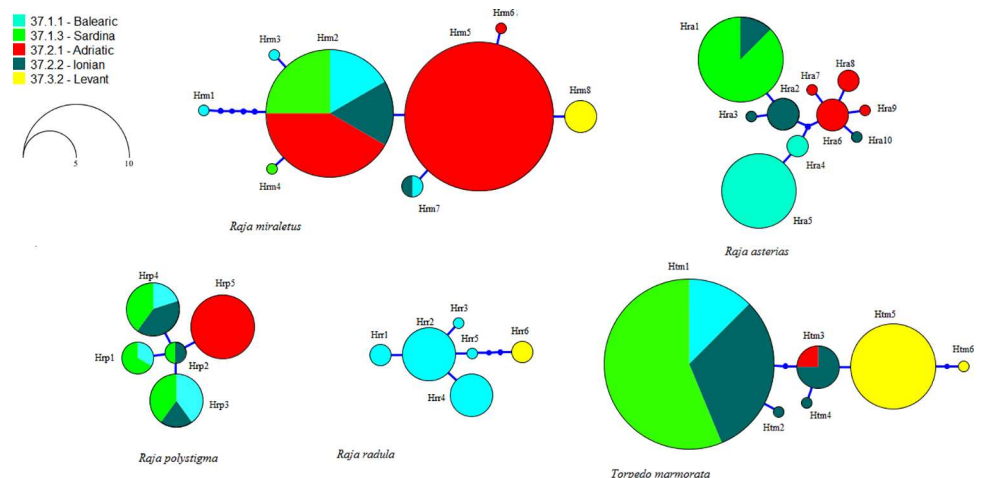 37.1.1 - Balearic
37.1.3 - Sardina
37.2.1 - Adriatic
37.2.2 - Ionian
37.3.2 - Levant
5
10
Hrm1
Hrm3
Hrm2
Hrm4
Hrm5
Hrm6
Hrm7
Hrm8
Raja miraletus
Hra1
Hra2
Hra3
Hra7
Hra8
Hra9
Hra6
Hra10
Hra4
Hra5
Raja asterias
Hrp4
Hrp5
Hrp1
Hrp2
Hrp3
Raja polystigma
Hrr1
Hrr2
Hrr3
Hrr5
Hrr6
Hrr4
Raja radula
Htm1
Htm3
Htm5
Htm6
Htm2
Htm4
Torpedo marmorata